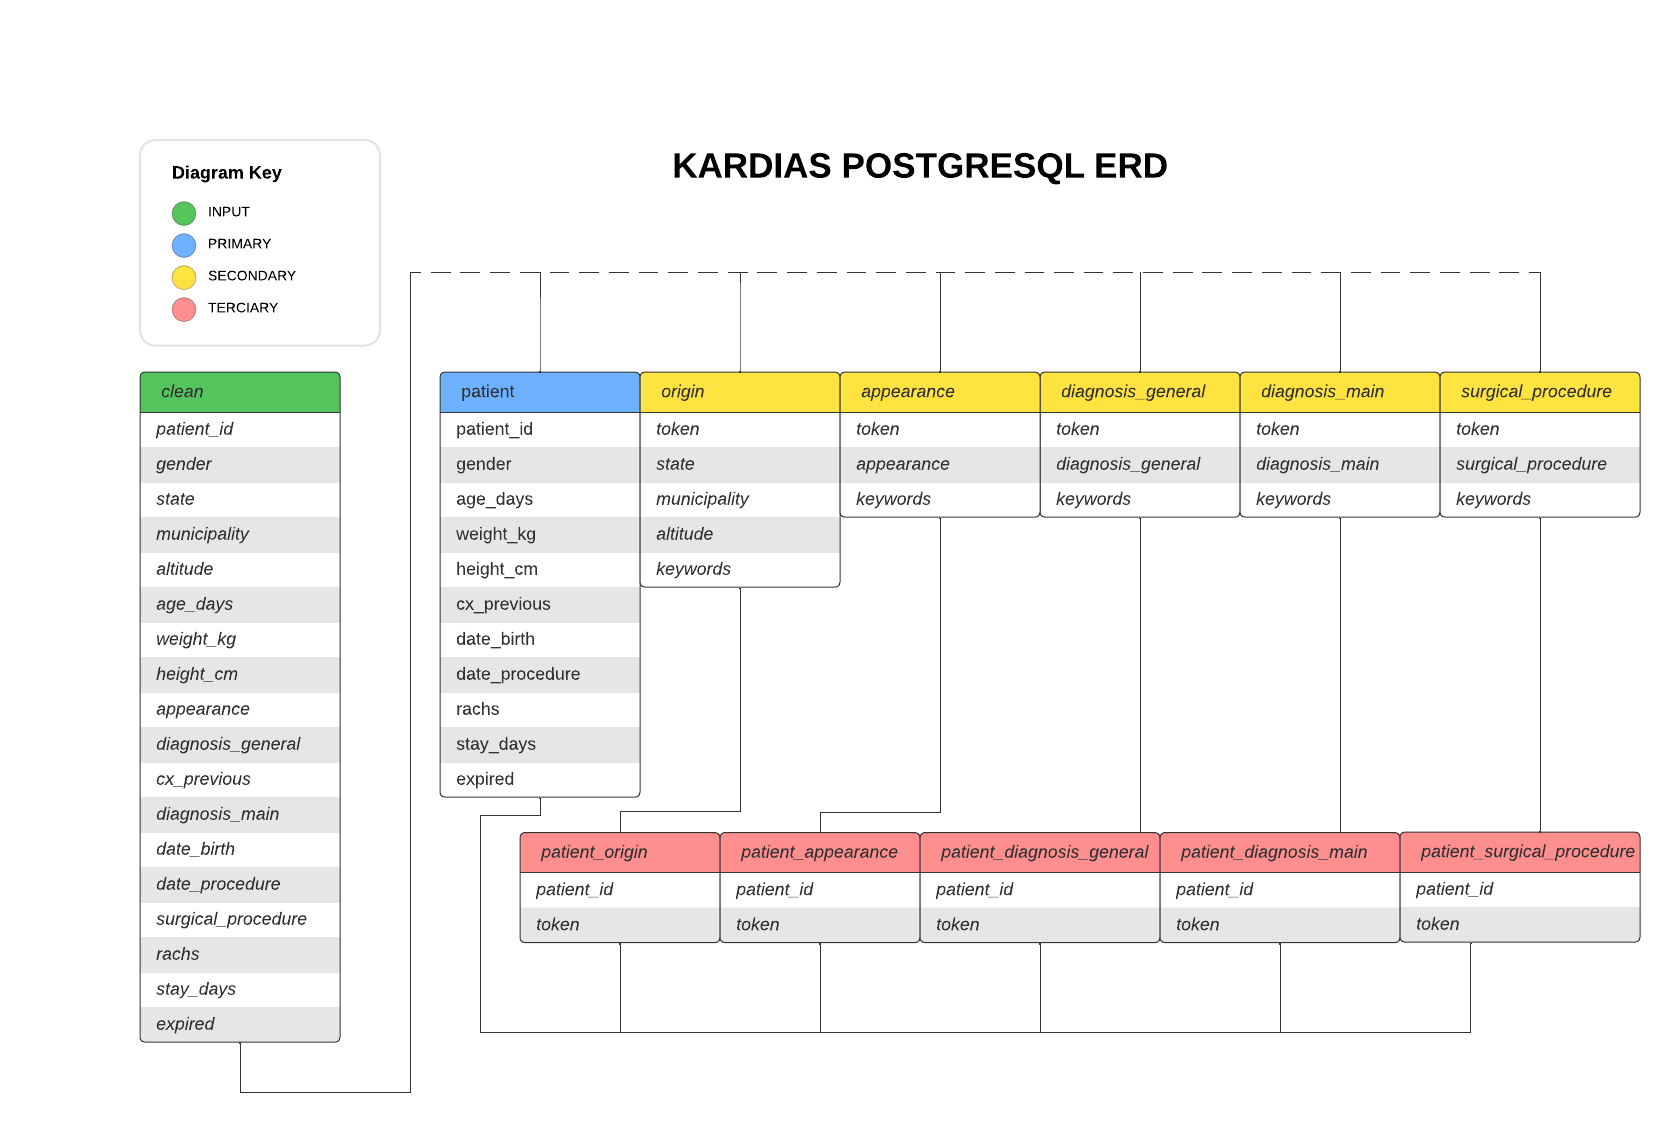 KARDIAS POSTGRESQL ERD
Diagram Key
INPUT
PRIMARY
SECONDARY
TERCIARY
clean
patient_id
gender
state
municipality
altitude
age_days
weight_kg
height_cm
appearance
diagnosis_general
cx_previous
diagnosis_main
date_birth
date_procedure
surgical_procedure
rachs
stay_days
expired
patient
patient_id
gender
age_days
weight_kg
height_cm
cx_previous
date_birth
date_procedure
rachs
stay_days
expired
origin
token
state
municipality
altitude
keywords
appearance
token
appearance
keywords
diagnosis_general
token
diagnosis_general
keywords
diagnosis_main
token
diagnosis_main
keywords
surgical_procedure
token
surgical_procedure
keywords
patient_origin
patient_id
token
patient_appearance
patient_id
token
patient_diagnosis_general
patient_id
token
patient_diagnosis_main
patient_id
token
patient_surgical_procedure
patient_id
token